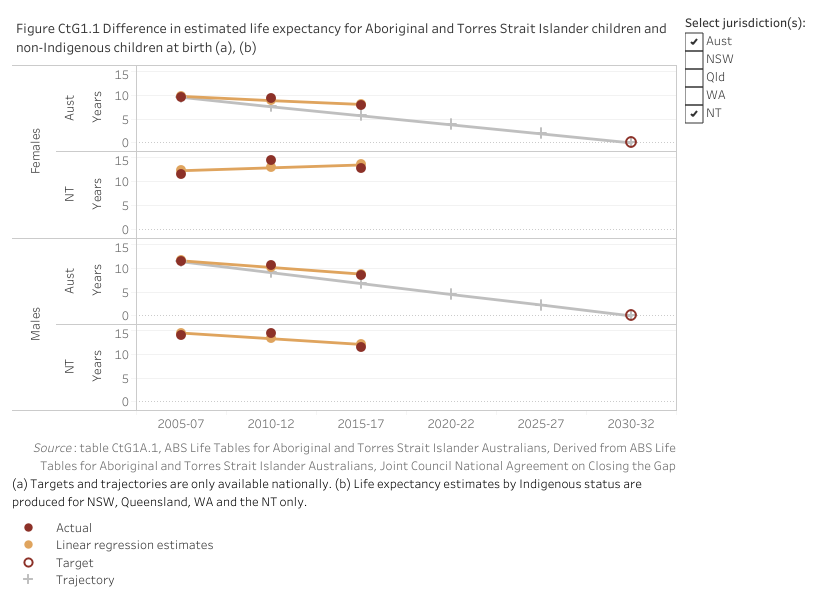 Figure CtG1.1 Difference in estimated life expectancy for Aboriginal and Torres Strait Islander children and
non-Indigenous children at birth (a), (b)
Select jurisdiction(s):
Aust
NSW
Qld
WA
NT
Females
Aust
Years
15
10
5
0
NT
Years
15
10
5
0
Males
Aust
Years
15
10
5
0
NT
Years
15
10
5
0
2005-07 2010-12 2015-17 2020-22 2025-27 2030-32
Source: table CtG1A.1, ABS Life Tables for Aboriginal and Torres Strait Islander Australians, Derived from ABS Life
Tables for Aboriginal and Torres Strait Islander Australians, Joint Council National Agreement on Closing the Gap
(a) Targets and trajectories are only available nationally. (b) Life expectancy estimates by Indigenous status are
produced for NSW, Queensland, WA and the NT only.
Actual
Linear regression estimates
Target
Trajectory